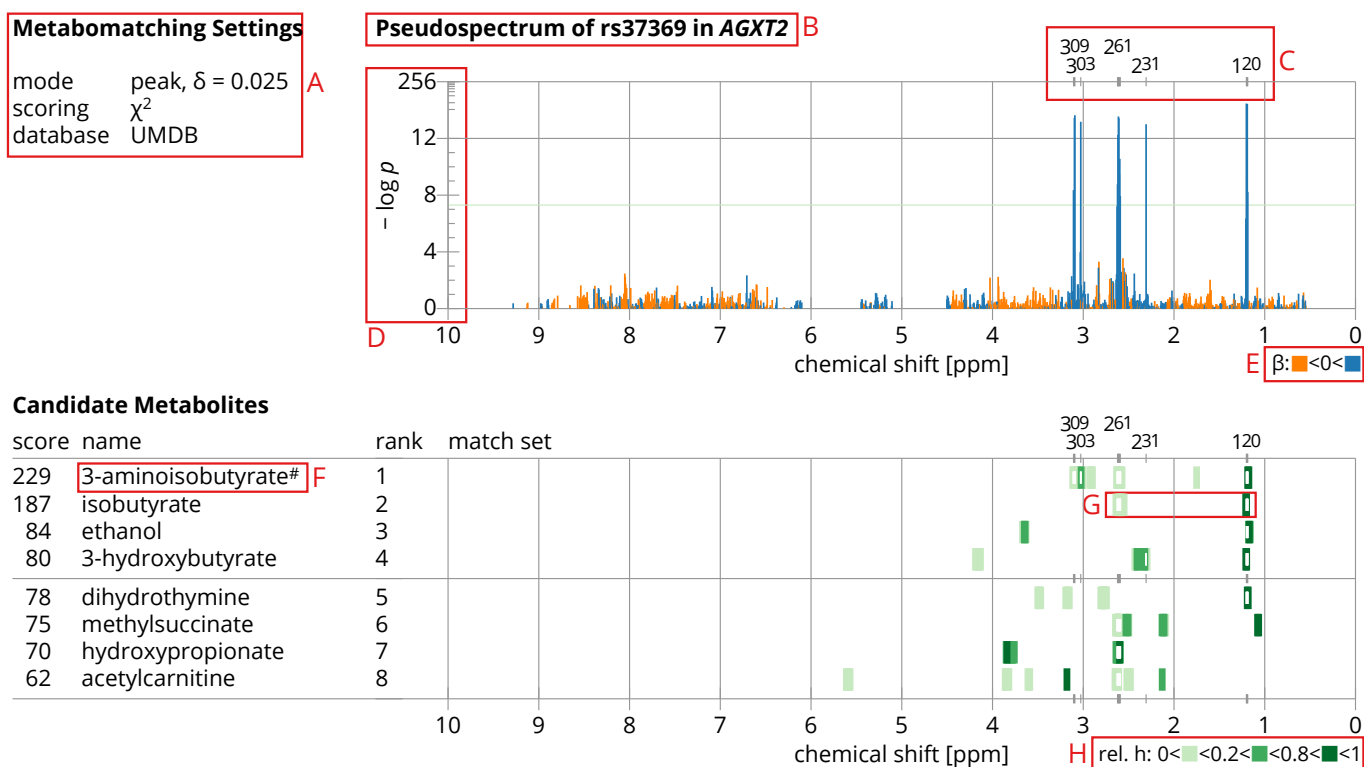 Metabomatching Settings
mode peak, δ = 0.025
scoring χ²
database UMDB
A
Pseudospectrum of rs37369 in AGXT2
B
309 261
303 231 120
C
256
12
8
4
0
− log p
D
10 9 8 7 6 5 4 3 2 1 0
chemical shift [ppm]
E
β: <0<
Candidate Metabolites
309 261
303 231 120
score name rank match set
229 3-aminoisobutyrate# F 1
187 isobutyrate 2 G
84 ethanol 3
80 3-hydroxybutyrate 4
78 dihydrothymine 5
75 methylsuccinate 6
70 hydroxypropionate 7
62 acetylcarnitine 8
10 9 8 7 6 5 4 3 2 1 0
chemical shift [ppm]
H
rel. h: 0< <0.2< <0.8< <1